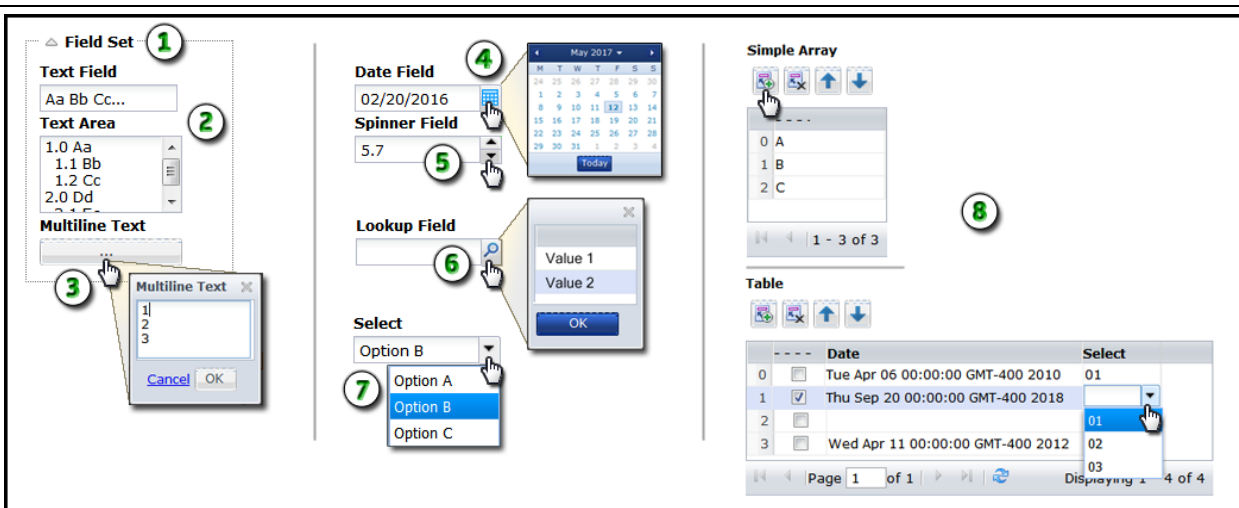 Field Set
1
Text Field
Aa Bb Cc...
Text Area
2
1.0 Aa
1.1 Bb
1.2 Cc
2.0 Dd
Multiline Text
...
3
Multiline Text
1
2
3
Cancel OK
Date Field
4
02/20/2016
May 2017
M T W T F S S
24 25 26 27 28 29 30
1 2 3 4 5 6 7
8 9 10 11 12 13 14
15 16 17 18 19 20 21
22 23 24 25 26 27 28
29 30 31 1 2 3 4
Today
Spinner Field
5.7
5
Lookup Field
6
Value 1
Value 2
OK
Select
Option B
7
Option A
Option B
Option C
Simple Array
- - - .
0 A
1 B
2 C
1 - 3 of 3
8
Table
- - - - Date Select
0 Tue Apr 06 00:00:00 GMT-400 2010 01
1 Thu Sep 20 00:00:00 GMT-400 2018
2
3 Wed Apr 11 00:00:00 GMT-400 2012
01
02
03
Page 1 of 1
Displaying 1 4 of 4